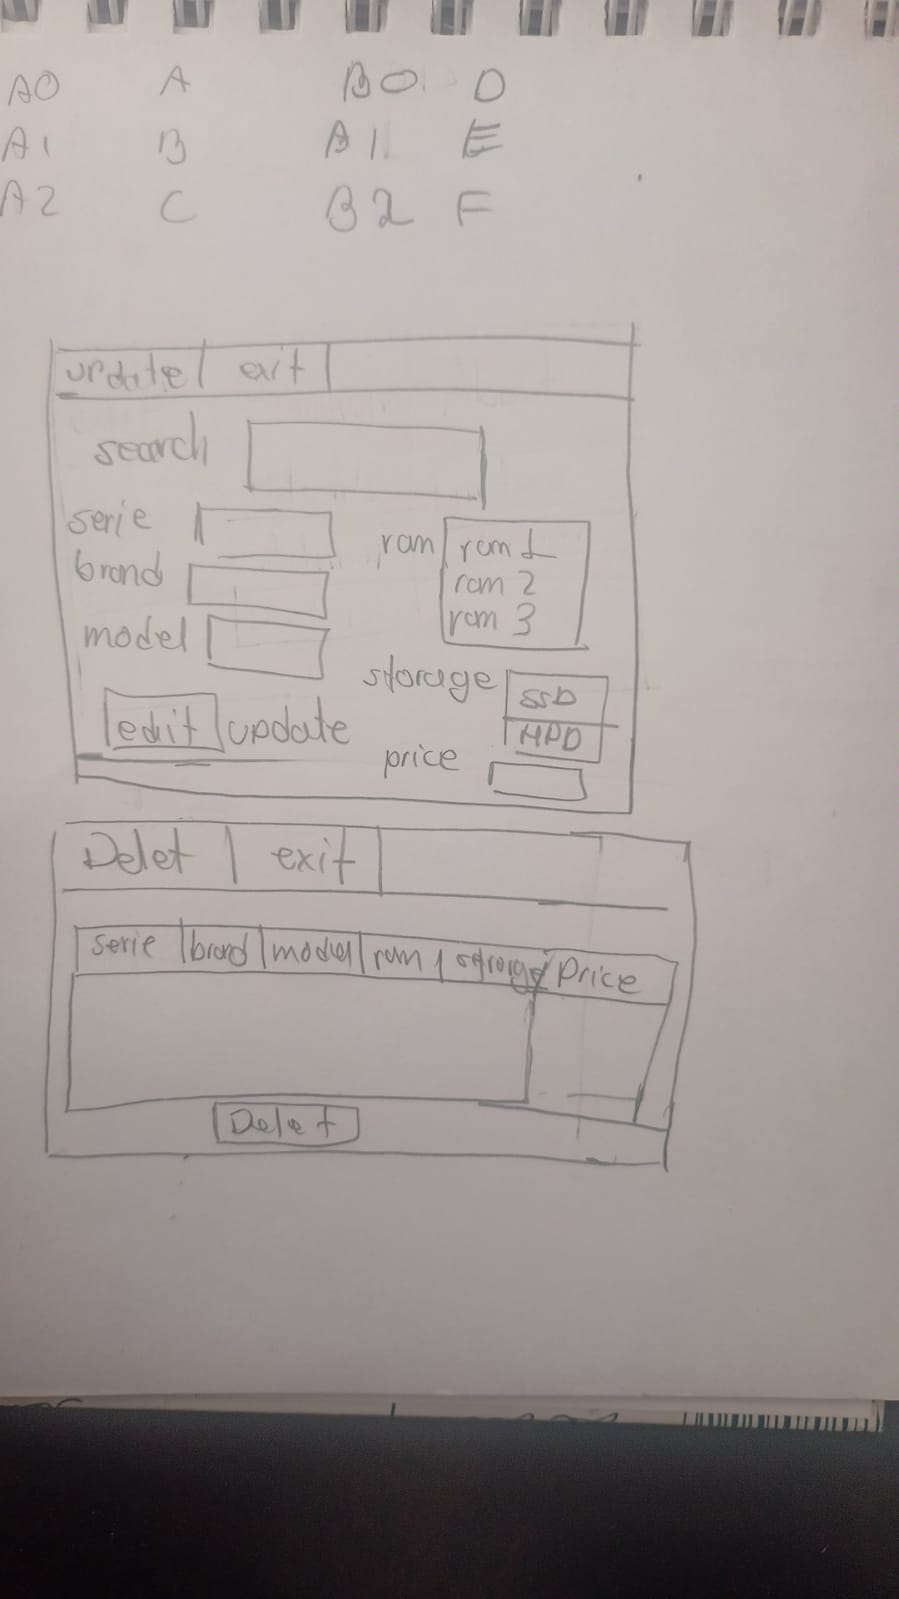 A0 A B0 D
A1 B B1 E
A2 C B2 F
update exit
search
serie ram ram 1
brand ram 2
model ram 3
storage SSD
edit update HDD
price
Delet exit
serie brand model ram storage Price
Delet